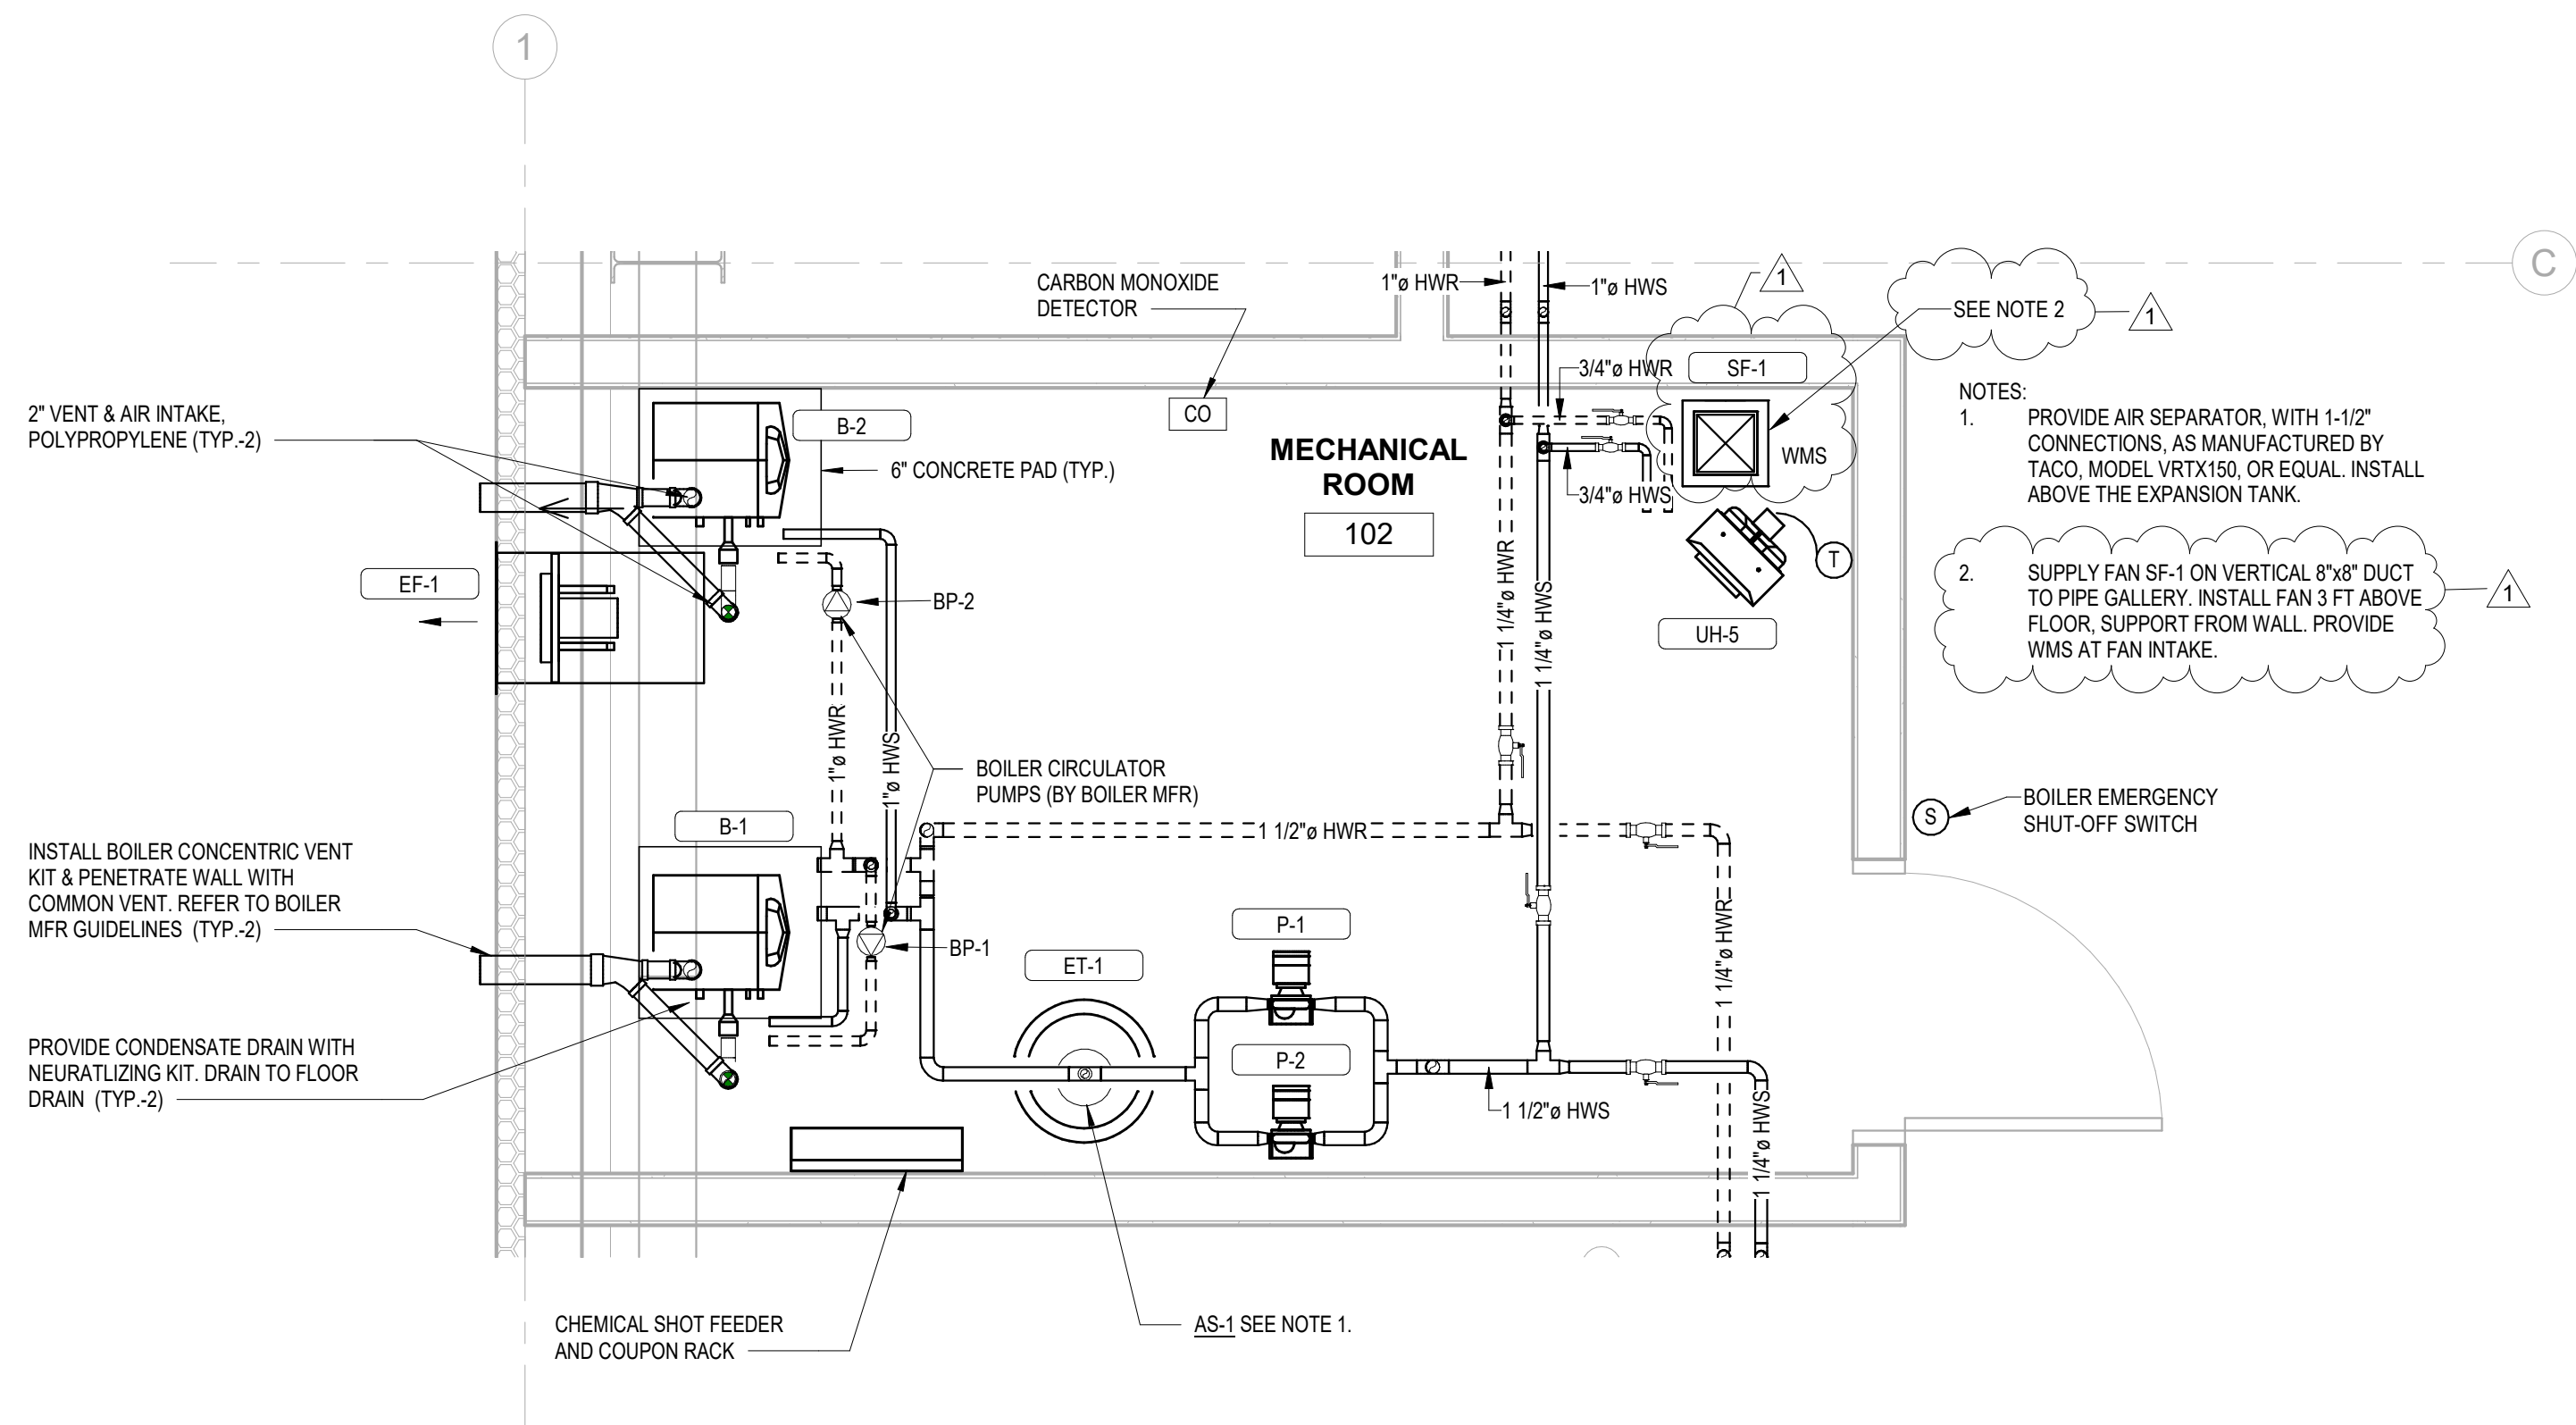 1
C
CARBON MONOXIDE
DETECTOR
1"ø HWR
1"ø HWS
1
SEE NOTE 2
1
3/4"ø HWR
SF-1
2" VENT & AIR INTAKE,
POLYPROPYLENE (TYP.-2)
B-2
CO
6" CONCRETE PAD (TYP.)
MECHANICAL
ROOM
102
WMS
3/4"ø HWS
NOTES:
1. PROVIDE AIR SEPARATOR, WITH 1-1/2"
CONNECTIONS, AS MANUFACTURED BY
TACO, MODEL VRTX150, OR EQUAL. INSTALL
ABOVE THE EXPANSION TANK.
2. SUPPLY FAN SF-1 ON VERTICAL 8"x8" DUCT
TO PIPE GALLERY. INSTALL FAN 3 FT ABOVE
FLOOR, SUPPORT FROM WALL. PROVIDE
WMS AT FAN INTAKE.
1
T
EF-1
BP-2
UH-5
1 1/4"ø HWR
1 1/4"ø HWS
1"ø HWR
1"ø HWS
BOILER CIRCULATOR
PUMPS (BY BOILER MFR)
BOILER EMERGENCY
SHUT-OFF SWITCH
S
B-1
1 1/2"ø HWR
INSTALL BOILER CONCENTRIC VENT
KIT & PENETRATE WALL WITH
COMMON VENT. REFER TO BOILER
MFR GUIDELINES (TYP.-2)
BP-1
ET-1
P-1
P-2
1 1/4"ø HWR
PROVIDE CONDENSATE DRAIN WITH
NEURATLIZING KIT. DRAIN TO FLOOR
DRAIN (TYP.-2)
1 1/2"ø HWS
1 1/4"ø HWS
CHEMICAL SHOT FEEDER
AND COUPON RACK
AS-1 SEE NOTE 1.